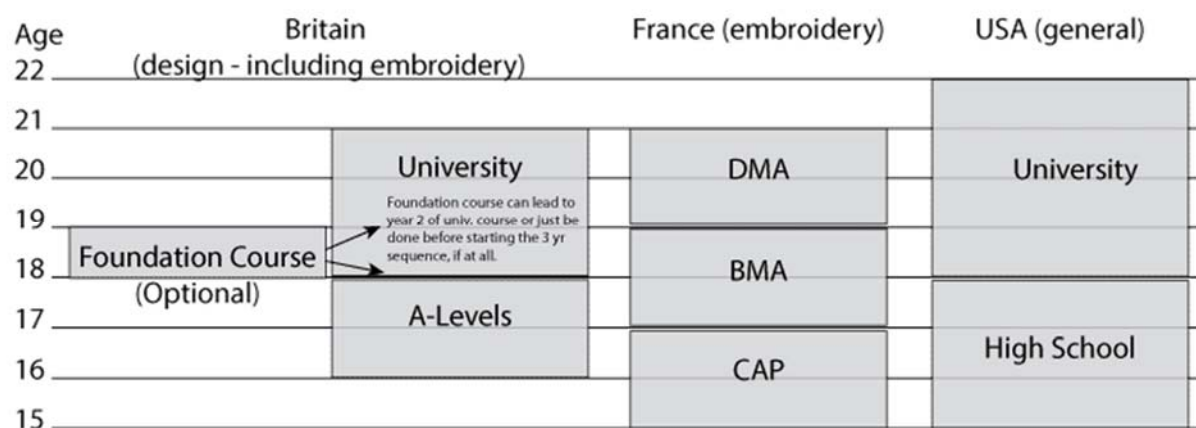 Age
Britain
(design - including embroidery)
France (embroidery)
USA (general)
22
21
20
19
18
17
16
15
University
Foundation course can lead to
year 2 of univ. course or just be
done before starting the 3 yr
sequence, if at all.
Foundation Course
(Optional)
A-Levels
DMA
BMA
CAP
University
High School